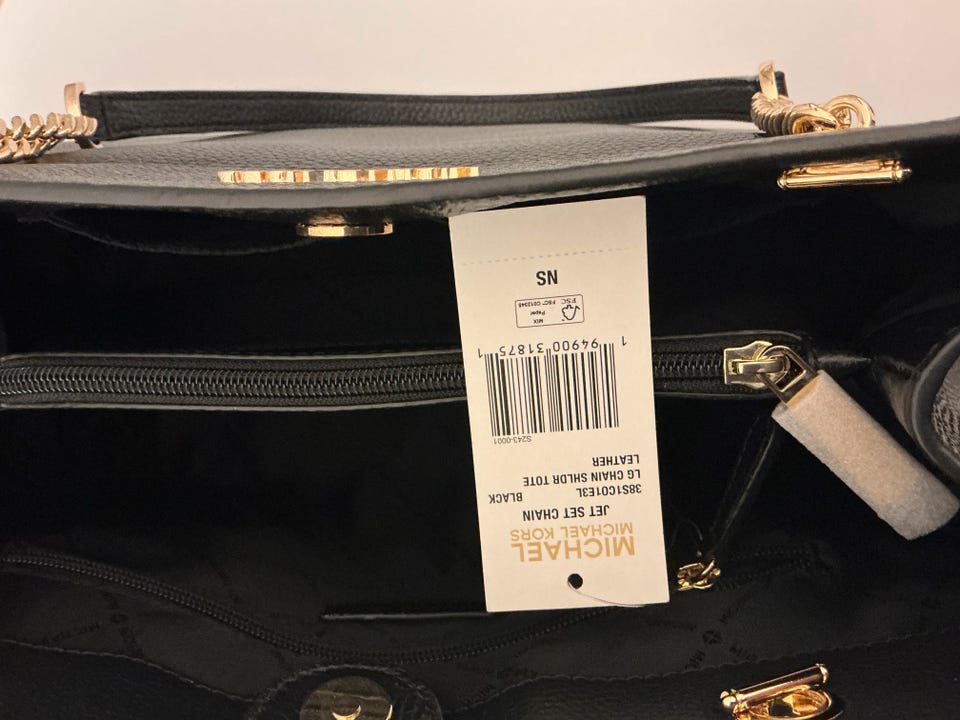 MICHAEL
MICHAEL KORS
JET SET CHAIN
38S1C01E3L BLACK
LG CHAIN SHLDR TOTE
LEATHER
S243-0001
1 94900 31875 1
MIX
Paper
FSC
FSC® C012345
NS